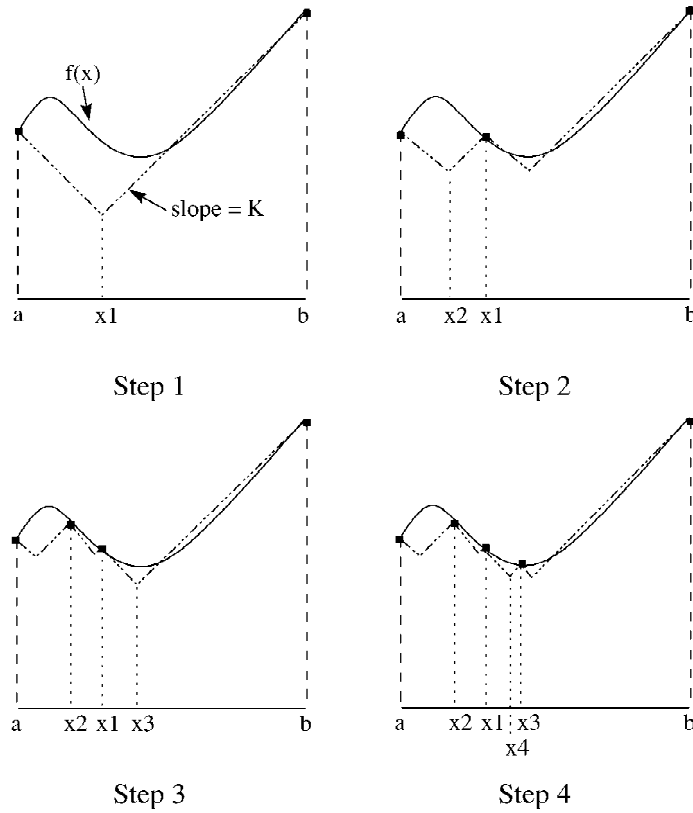 f(x)
slope = K
a x1 b
Step 1
a x2 x1 b
Step 2
a x2 x1 x3 b
Step 3
a x2 x1 x3 b
x4
Step 4